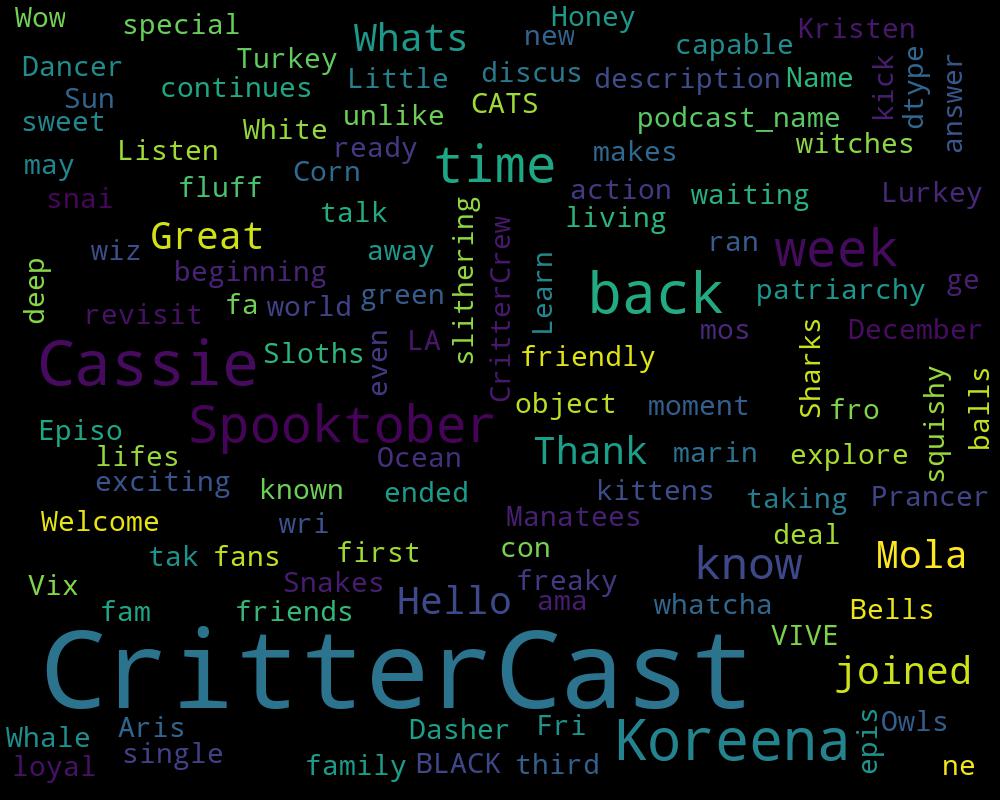 Wow special Whats Honey new capable Kristen
Dancer Turkey Little discus description Name kick dtype answer
Sun continues CATS
sweet White unlike podcast_name witches
may Listen ready time makes
snai fluff Corn action waiting Lurkey
talk living
wiz Great away slithering CritterCrew Learn ran week
deep beginning green back patriarchy ge
revisit fa world mos December
Cassie Sloths even LA friendly Sharks squishy balls
Spooktober object moment fro
Episo Ocean Thank marin explore
lifes
exciting known ended kittens taking Prancer
Welcome wri Manatees deal
tak fans first con know Mola
Vix Snakes Hello freaky whatcha Bells
fam friends ama
CritterCast VIVE joined
Whale Aris Dasher Fri Koreena epis Owls
loyal single family BLACK third ne